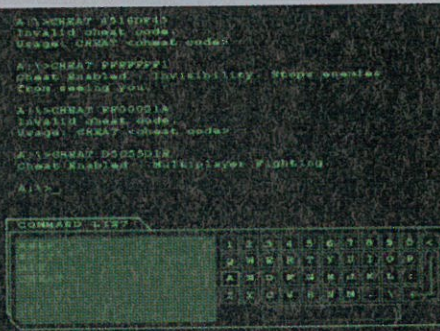 Invalid cheat code.
Usage: CHEAT <cheat code>
A:\>CHEAT FFFFFFF1
Cheat Enabled - Invisibility. Stops enemies
from seeing you.
A:\>CHEAT
Invalid cheat code.
Usage: CHEAT <cheat code>
A:\>CHEAT
Cheat Enabled - Multiplayer Fighting.
A:\>_
COMMAND LIST
1 2 3 4 5 6 7 8 9 0 <
Q W E R T Y U I O P
A S D F G H J K L :
Z X C V B N M . \